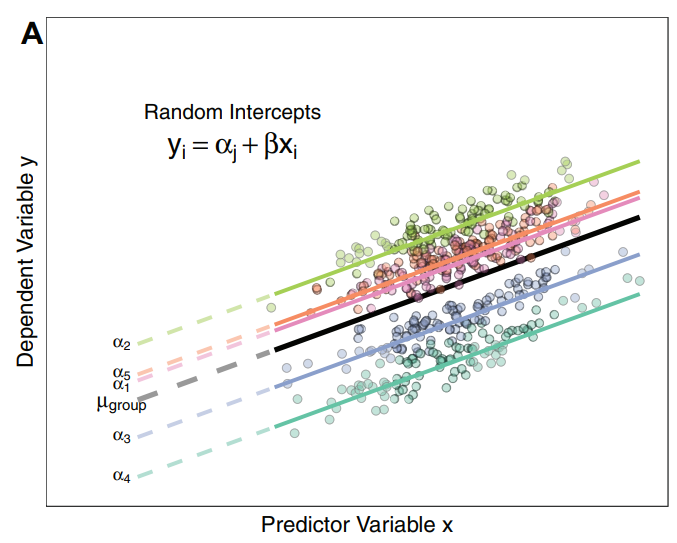 A
Random Intercepts
yᵢ = αⱼ + βxᵢ
Dependent Variable y
α₂
α₅
α₁
μgroup
α₃
α₄
Predictor Variable x